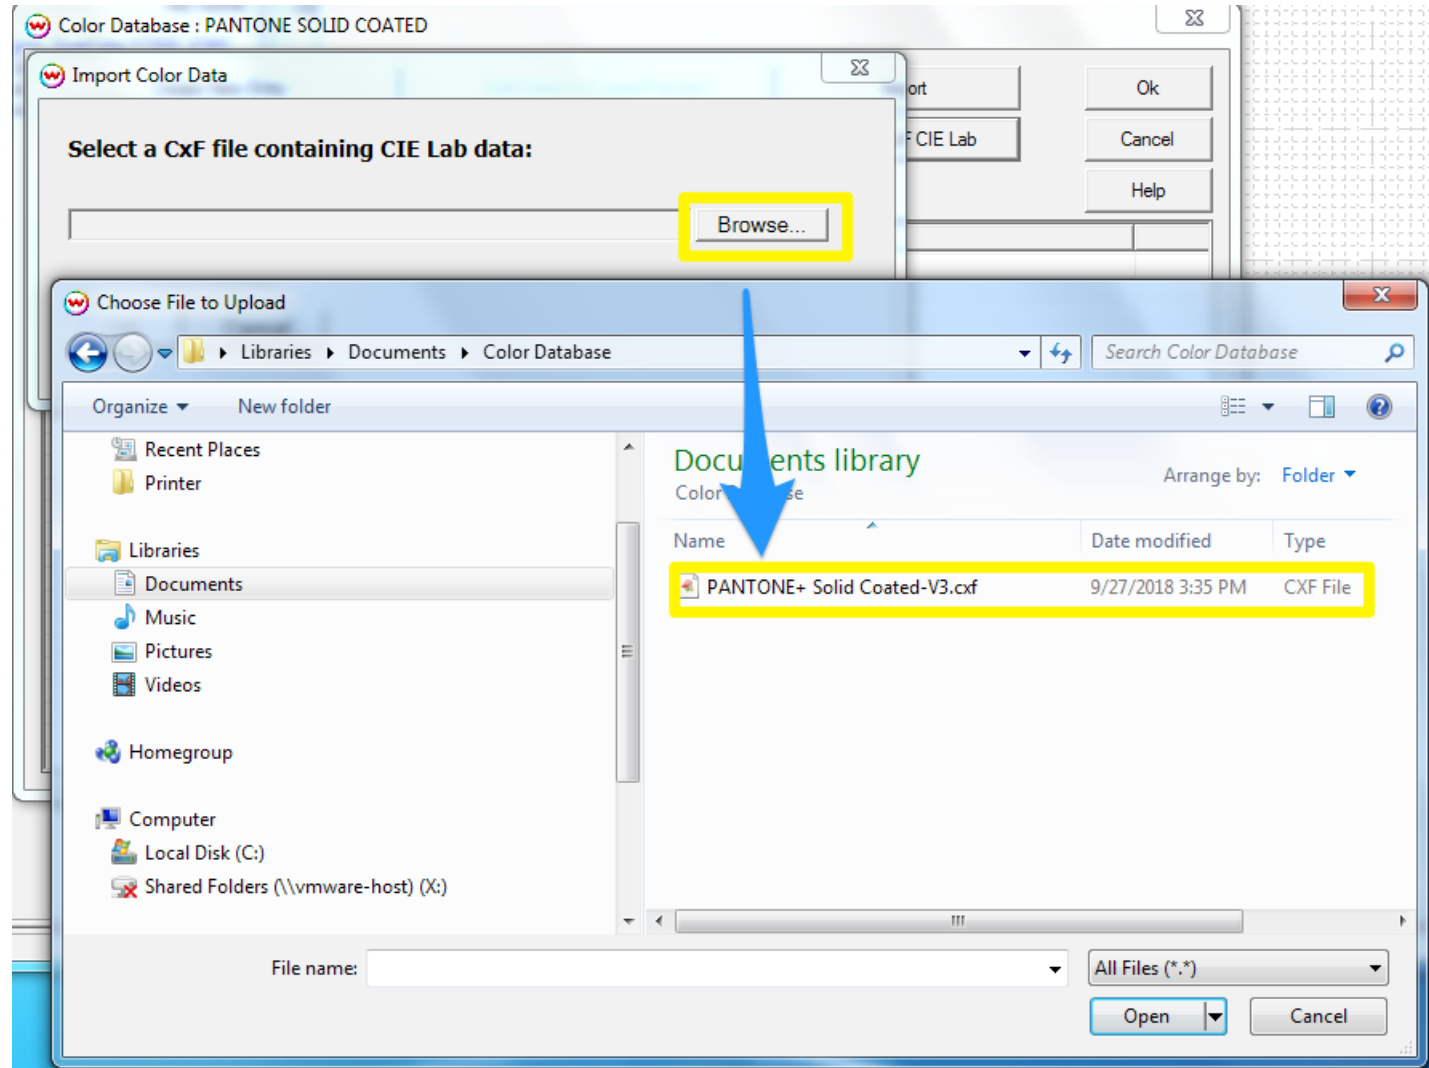 Color Database : PANTONE SOLID COATED
Import Color Data
Ok
Select a CxF file containing CIE Lab data:
CIE Lab
Cancel
Help
Browse...
Choose File to Upload
Libraries Documents Color Database
Search Color Database
Organize
New folder
Recent Places
Printer
Libraries
Documents
Music
Pictures
Videos
Homegroup
Computer
Local Disk (C:)
Shared Folders (\\vmware-host) (X:)
library
Arrange by: Folder
Color
Name
Date modified
Type
PANTONE+ Solid Coated-V3.cxf
9/27/2018 3:35 PM
CXF File
File name:
All Files (*.*)
Open
Cancel